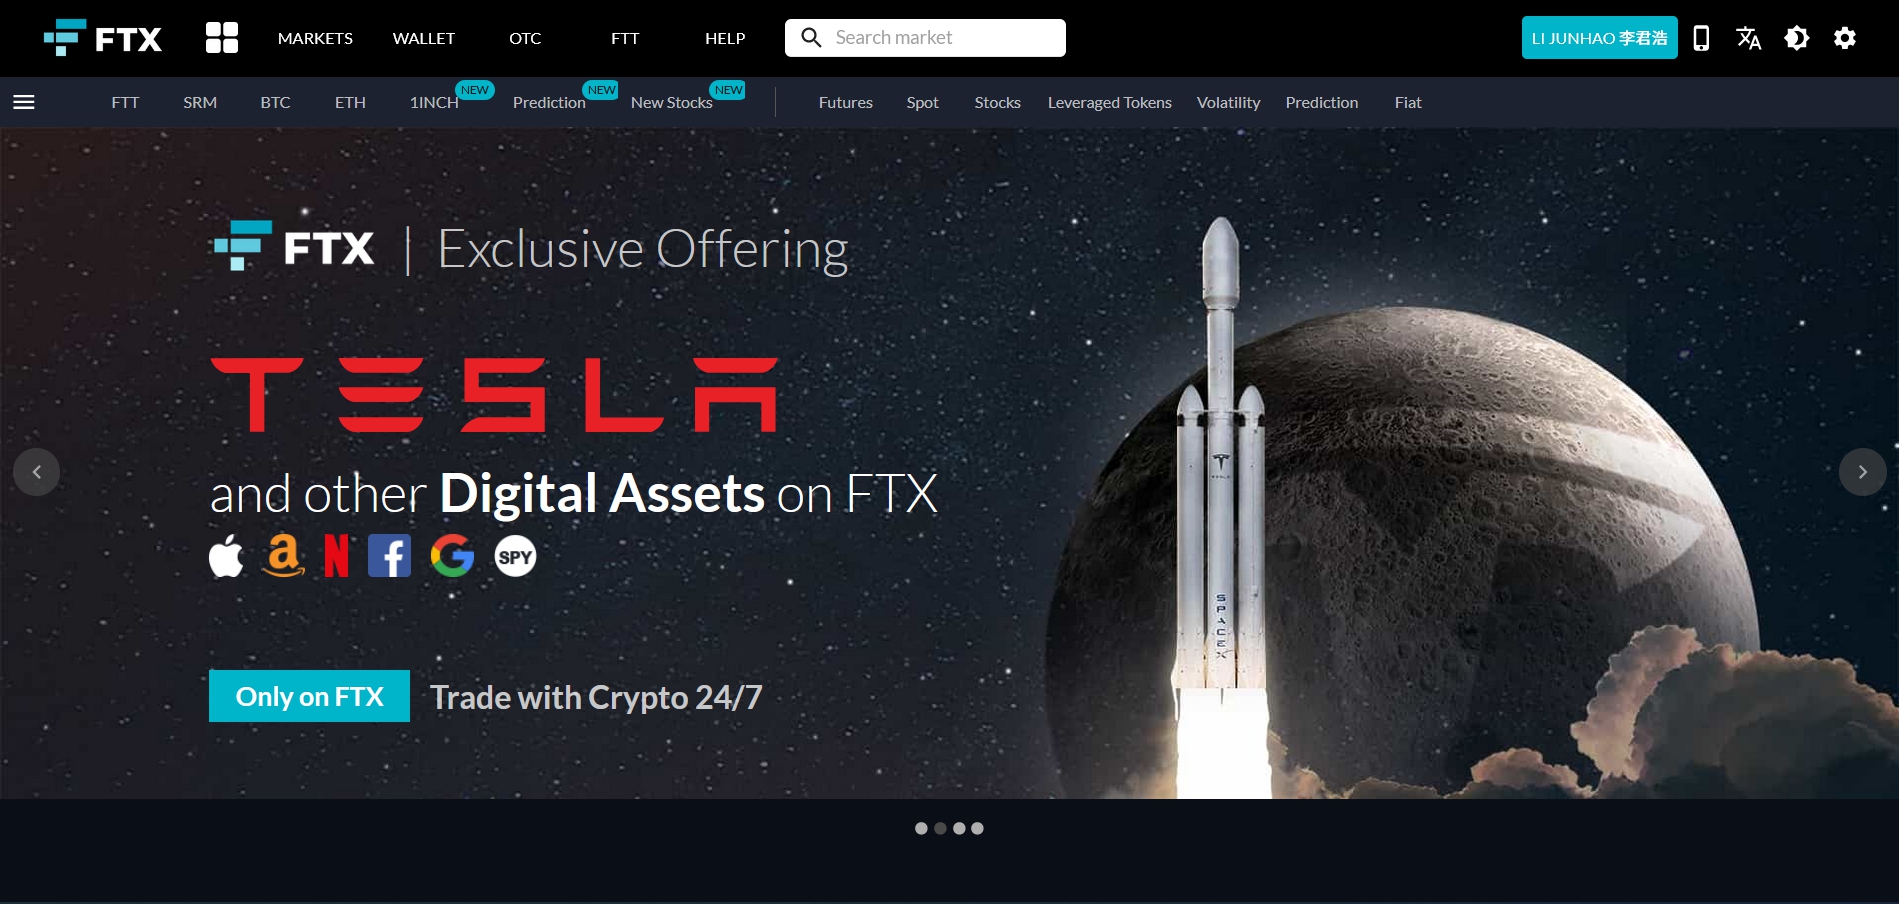 FTX
MARKETS WALLET OTC FTT HELP
Search market
LI JUNHAO 李君浩
FTT SRM BTC ETH 1INCH NEW Prediction NEW New Stocks NEW Futures Spot Stocks Leveraged Tokens Volatility Prediction Fiat
FTX | Exclusive Offering
TESLA
and other Digital Assets on FTX
a N f G SPY
Only on FTX Trade with Crypto 24/7
TESLA
SPACEX